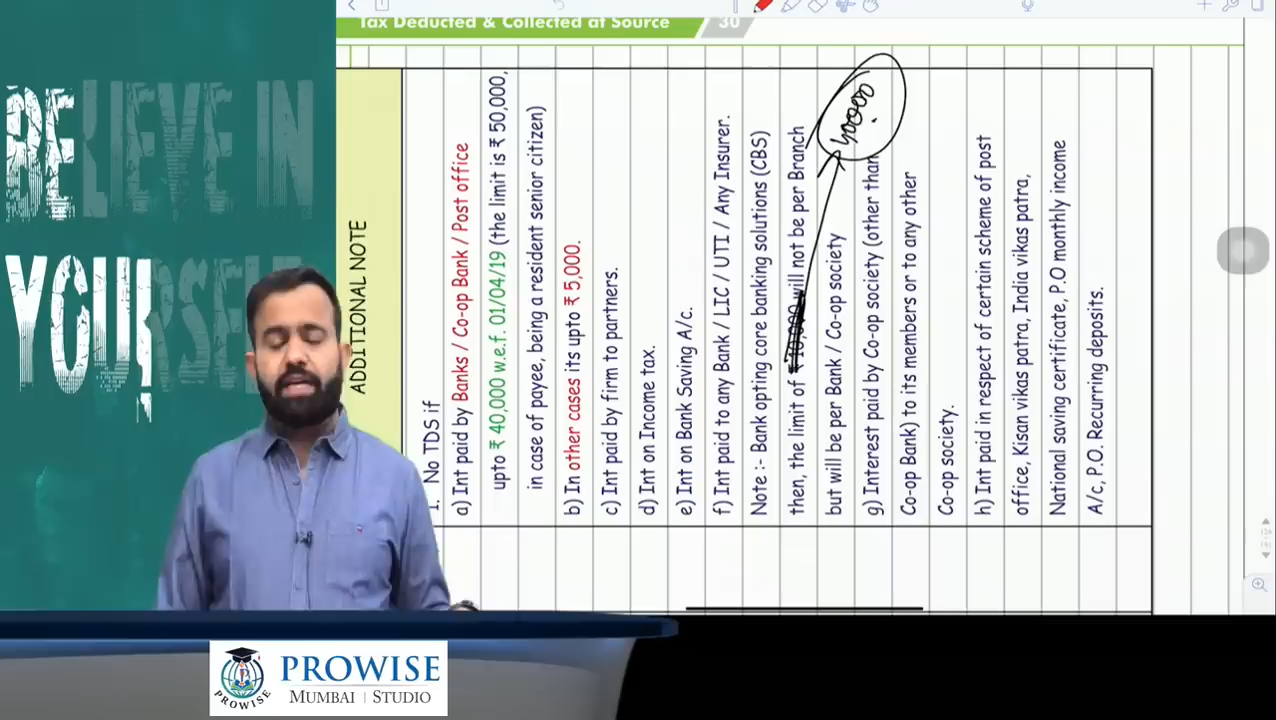 BELIEVE IN
YOURSELF
Tax Deducted & Collected at Source 30
ADDITIONAL NOTE
1. No TDS if
a) Int paid by Banks / Co-op Bank / Post office
upto ₹ 40,000 w.e.f. 01/04/19 (the limit is ₹ 50,000,
in case of payee, being a resident senior citizen)
b) In other cases its upto ₹ 5,000.
c) Int paid by firm to partners.
d) Int on Income tax.
e) Int on Bank Saving A/c.
f) Int paid to any Bank / LIC / UTI / Any Insurer.
Note :- Bank opting core banking solutions (CBS)
then, the limit of ₹ 10,000 will not be per Branch
40,000
but will be per Bank / Co-op society
g) Interest paid by Co-op society (other than
Co-op Bank) to its members or to any other
Co-op society.
h) Int paid in respect of certain scheme of post
office, Kisan vikas patra, India vikas patra,
National saving certificate, P.O monthly income
A/c, P.O. Recurring deposits.
PROWISE
PROWISE
MUMBAI | STUDIO